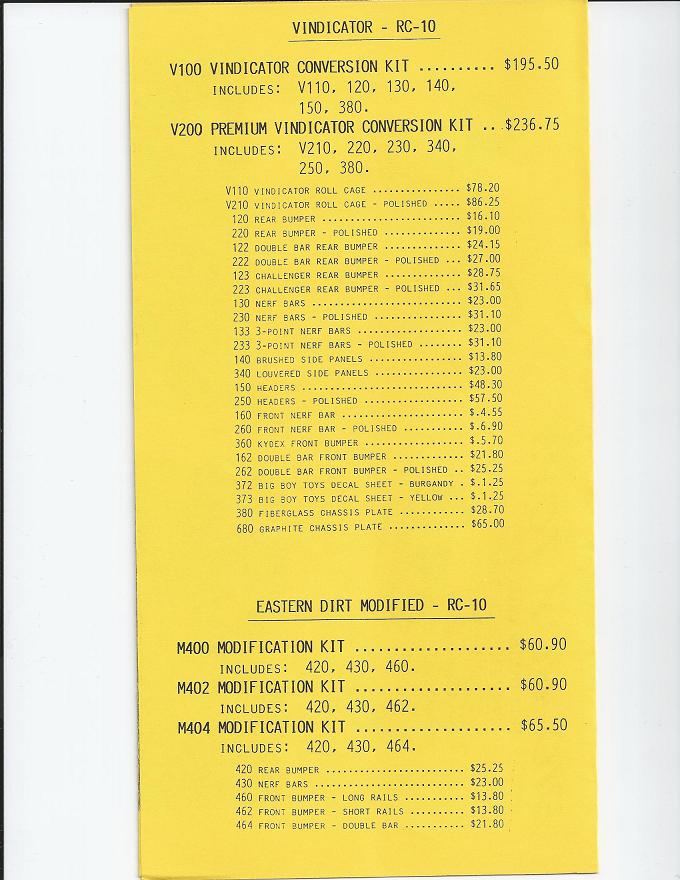 VINDICATOR - RC-10
V100 VINDICATOR CONVERSION KIT .......... $195.50
INCLUDES: V110, 120, 130, 140,
150, 380.
V200 PREMIUM VINDICATOR CONVERSION KIT ...$236.75
INCLUDES: V210, 220, 230, 340,
250, 380.
V110 VINDICATOR ROLL CAGE ................ $78.20
V210 VINDICATOR ROLL CAGE - POLISHED ..... $86.25
120 REAR BUMPER ......................... $16.10
220 REAR BUMPER - POLISHED .............. $19.00
122 DOUBLE BAR REAR BUMPER .............. $24.15
222 DOUBLE BAR REAR BUMPER - POLISHED ... $27.00
123 CHALLENGER REAR BUMPER .............. $28.75
223 CHALLENGER REAR BUMPER - POLISHED ... $31.65
130 NERF BARS ........................... $23.00
230 NERF BARS - POLISHED ................ $31.10
133 3-POINT NERF BARS ................... $23.00
233 3-POINT NERF BARS - POLISHED ........ $31.10
140 BRUSHED SIDE PANELS ................. $13.80
340 LOUVERED SIDE PANELS ................ $23.00
150 HEADERS ............................. $48.30
250 HEADERS - POLISHED .................. $57.50
160 FRONT NERF BAR ...................... $.4.55
260 FRONT NERF BAR - POLISHED ........... $.6.90
360 KYDEX FRONT BUMPER .................. $.5.70
162 DOUBLE BAR FRONT BUMPER ............. $21.80
262 DOUBLE BAR FRONT BUMPER - POLISHED .. $25.25
372 BIG BOY TOYS DECAL SHEET - BURGANDY . $.1.25
373 BIG BOY TOYS DECAL SHEET - YELLOW ... $.1.25
380 FIBERGLASS CHASSIS PLATE ............ $28.70
680 GRAPHITE CHASSIS PLATE .............. $65.00
EASTERN DIRT MODIFIED - RC-10
M400 MODIFICATION KIT .................... $60.90
INCLUDES: 420, 430, 460.
M402 MODIFICATION KIT .................... $60.90
INCLUDES: 420, 430, 462.
M404 MODIFICATION KIT .................... $65.50
INCLUDES: 420, 430, 464.
420 REAR BUMPER ......................... $25.25
430 NERF BARS ........................... $23.00
460 FRONT BUMPER - LONG RAILS ........... $13.80
462 FRONT BUMPER - SHORT RAILS .......... $13.80
464 FRONT BUMPER - DOUBLE BAR ........... $21.80